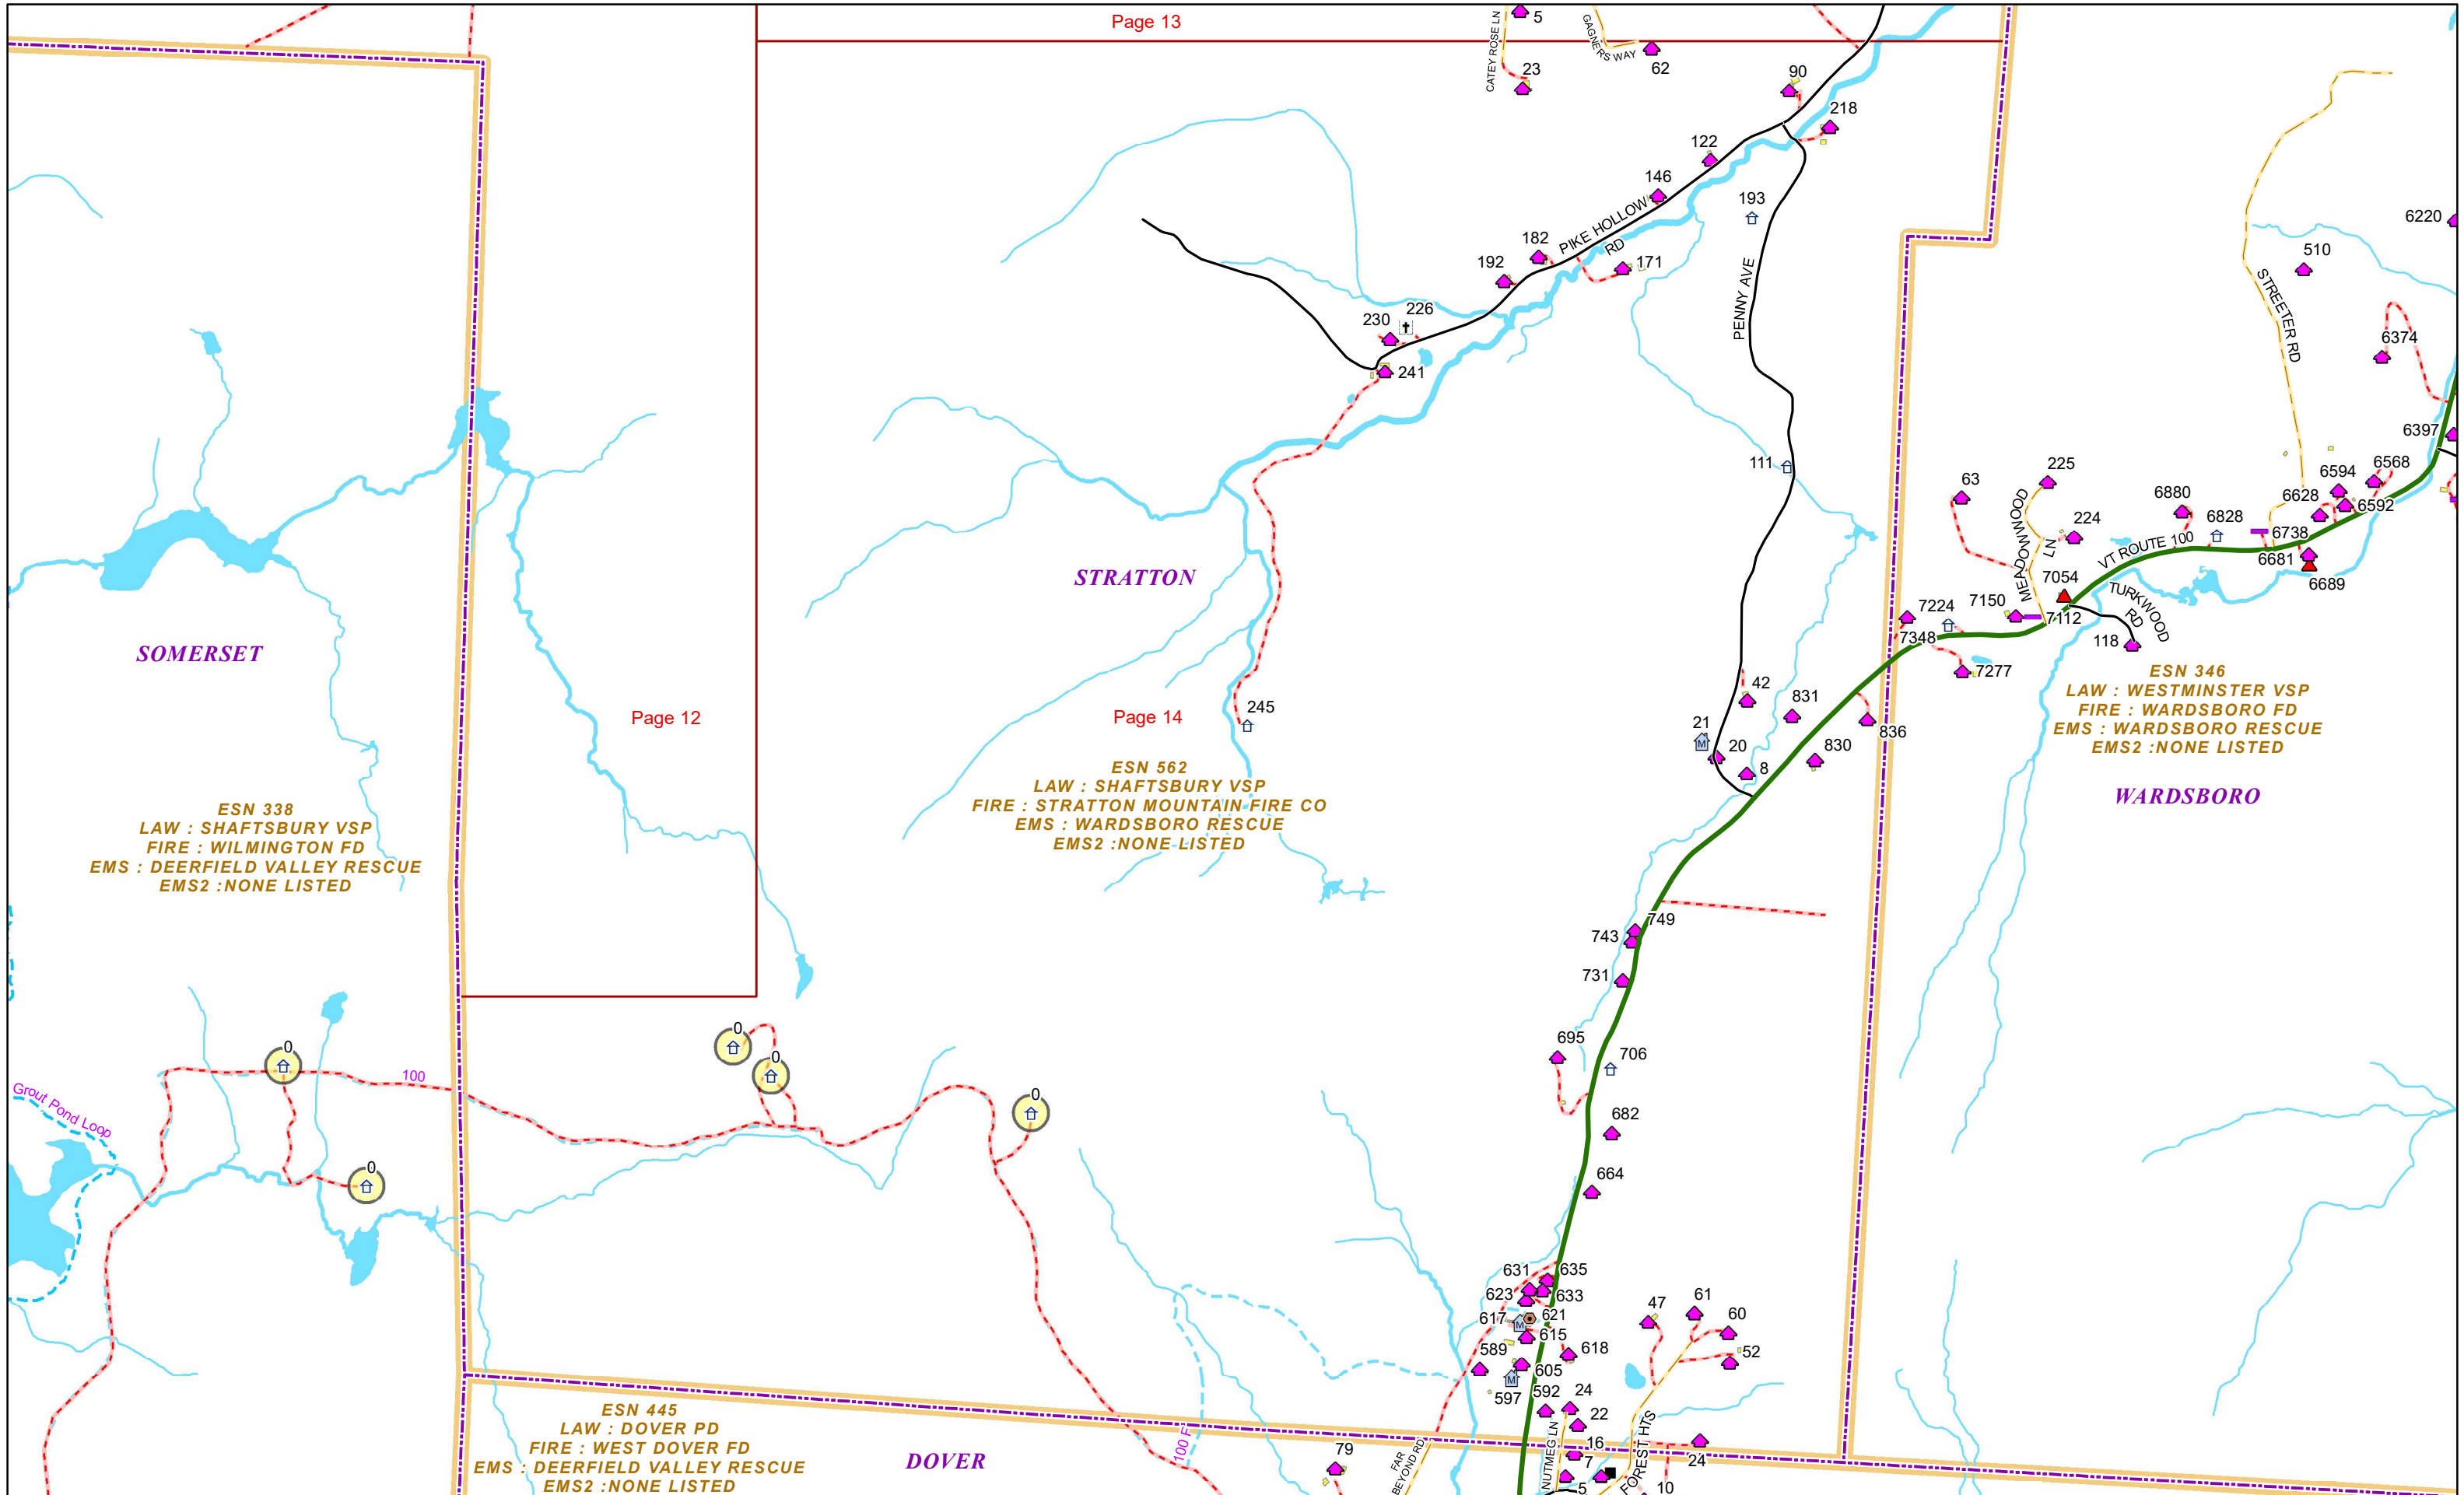 Page 13
5
CATEY ROSE LN
23
GAGNERS WAY
62
90
218
122
146
193
PIKE HOLLOW
RD
182
192
171
226
230
241
PENNY AVE
6220
510
STREETER RD
6374
6397
111
63
225
6568
6594
6592
6628
6880
6828
224
MEADOWWOOD
LN
VT ROUTE 100
6738
6681
6689
7054
TURKWOOD
RD
7150
7112
7224
7348
118
7277
STRATTON
SOMERSET
Page 12
Page 14
245
42
831
836
21
20
8
830
ESN 346
LAW : WESTMINSTER VSP
FIRE : WARDSBORO FD
EMS : WARDSBORO RESCUE
EMS2 :NONE LISTED
WARDSBORO
ESN 562
LAW : SHAFTSBURY VSP
FIRE : STRATTON MOUNTAIN FIRE CO
EMS : WARDSBORO RESCUE
EMS2 :NONE LISTED
ESN 338
LAW : SHAFTSBURY VSP
FIRE : WILMINGTON FD
EMS : DEERFIELD VALLEY RESCUE
EMS2 :NONE LISTED
749
743
731
695
706
682
664
0
0
0
0
0
100
Grout Pond Loop
631
635
623
633
617
621
615
618
589
605
597
592
24
22
47
61
60
52
16
7
5
24
10
NUTMEG LN
FOREST HTS
FAR
BEYOND RD
79
100 F
ESN 445
LAW : DOVER PD
FIRE : WEST DOVER FD
EMS : DEERFIELD VALLEY RESCUE
EMS2 :NONE LISTED
DOVER
M
M
M